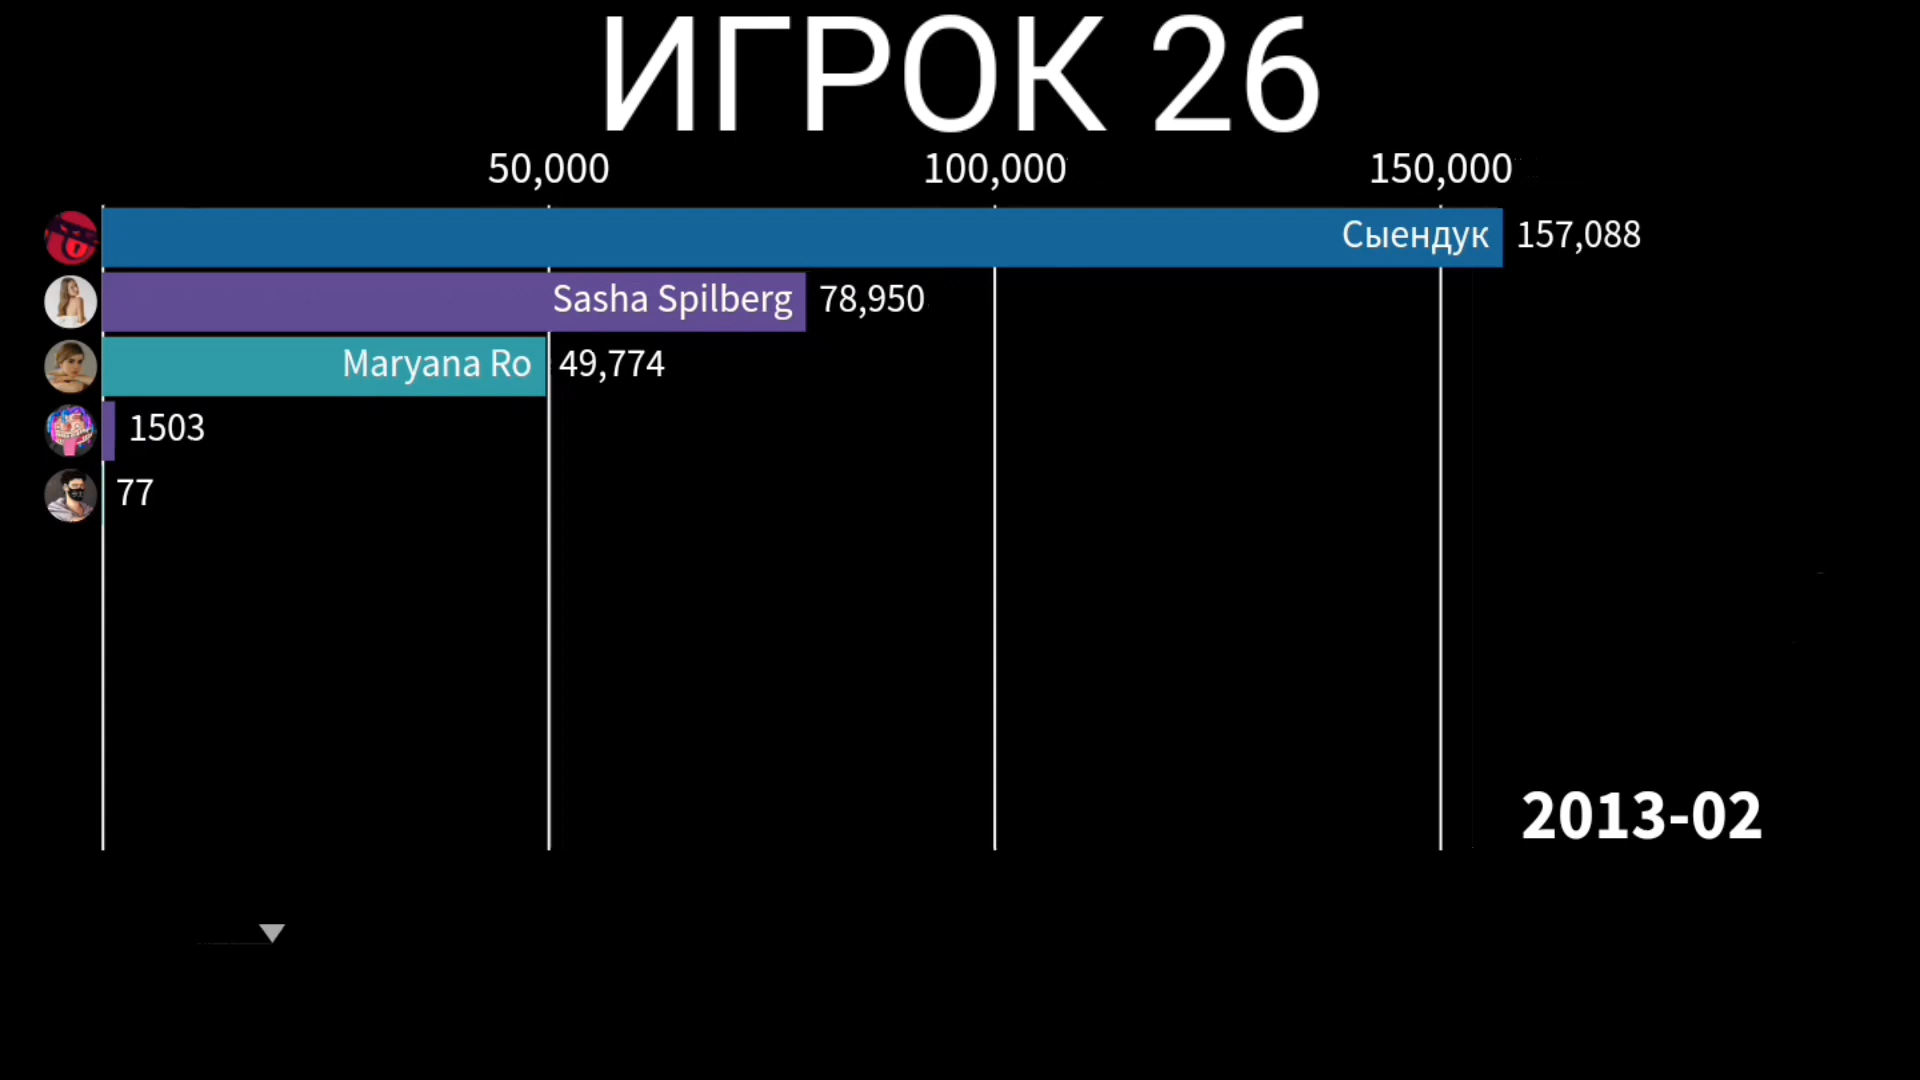 ИГРОК 26
50,000 100,000 150,000
Сыендук 157,088
Sasha Spilberg 78,950
Maryana Ro 49,774
1503
77
2013-02